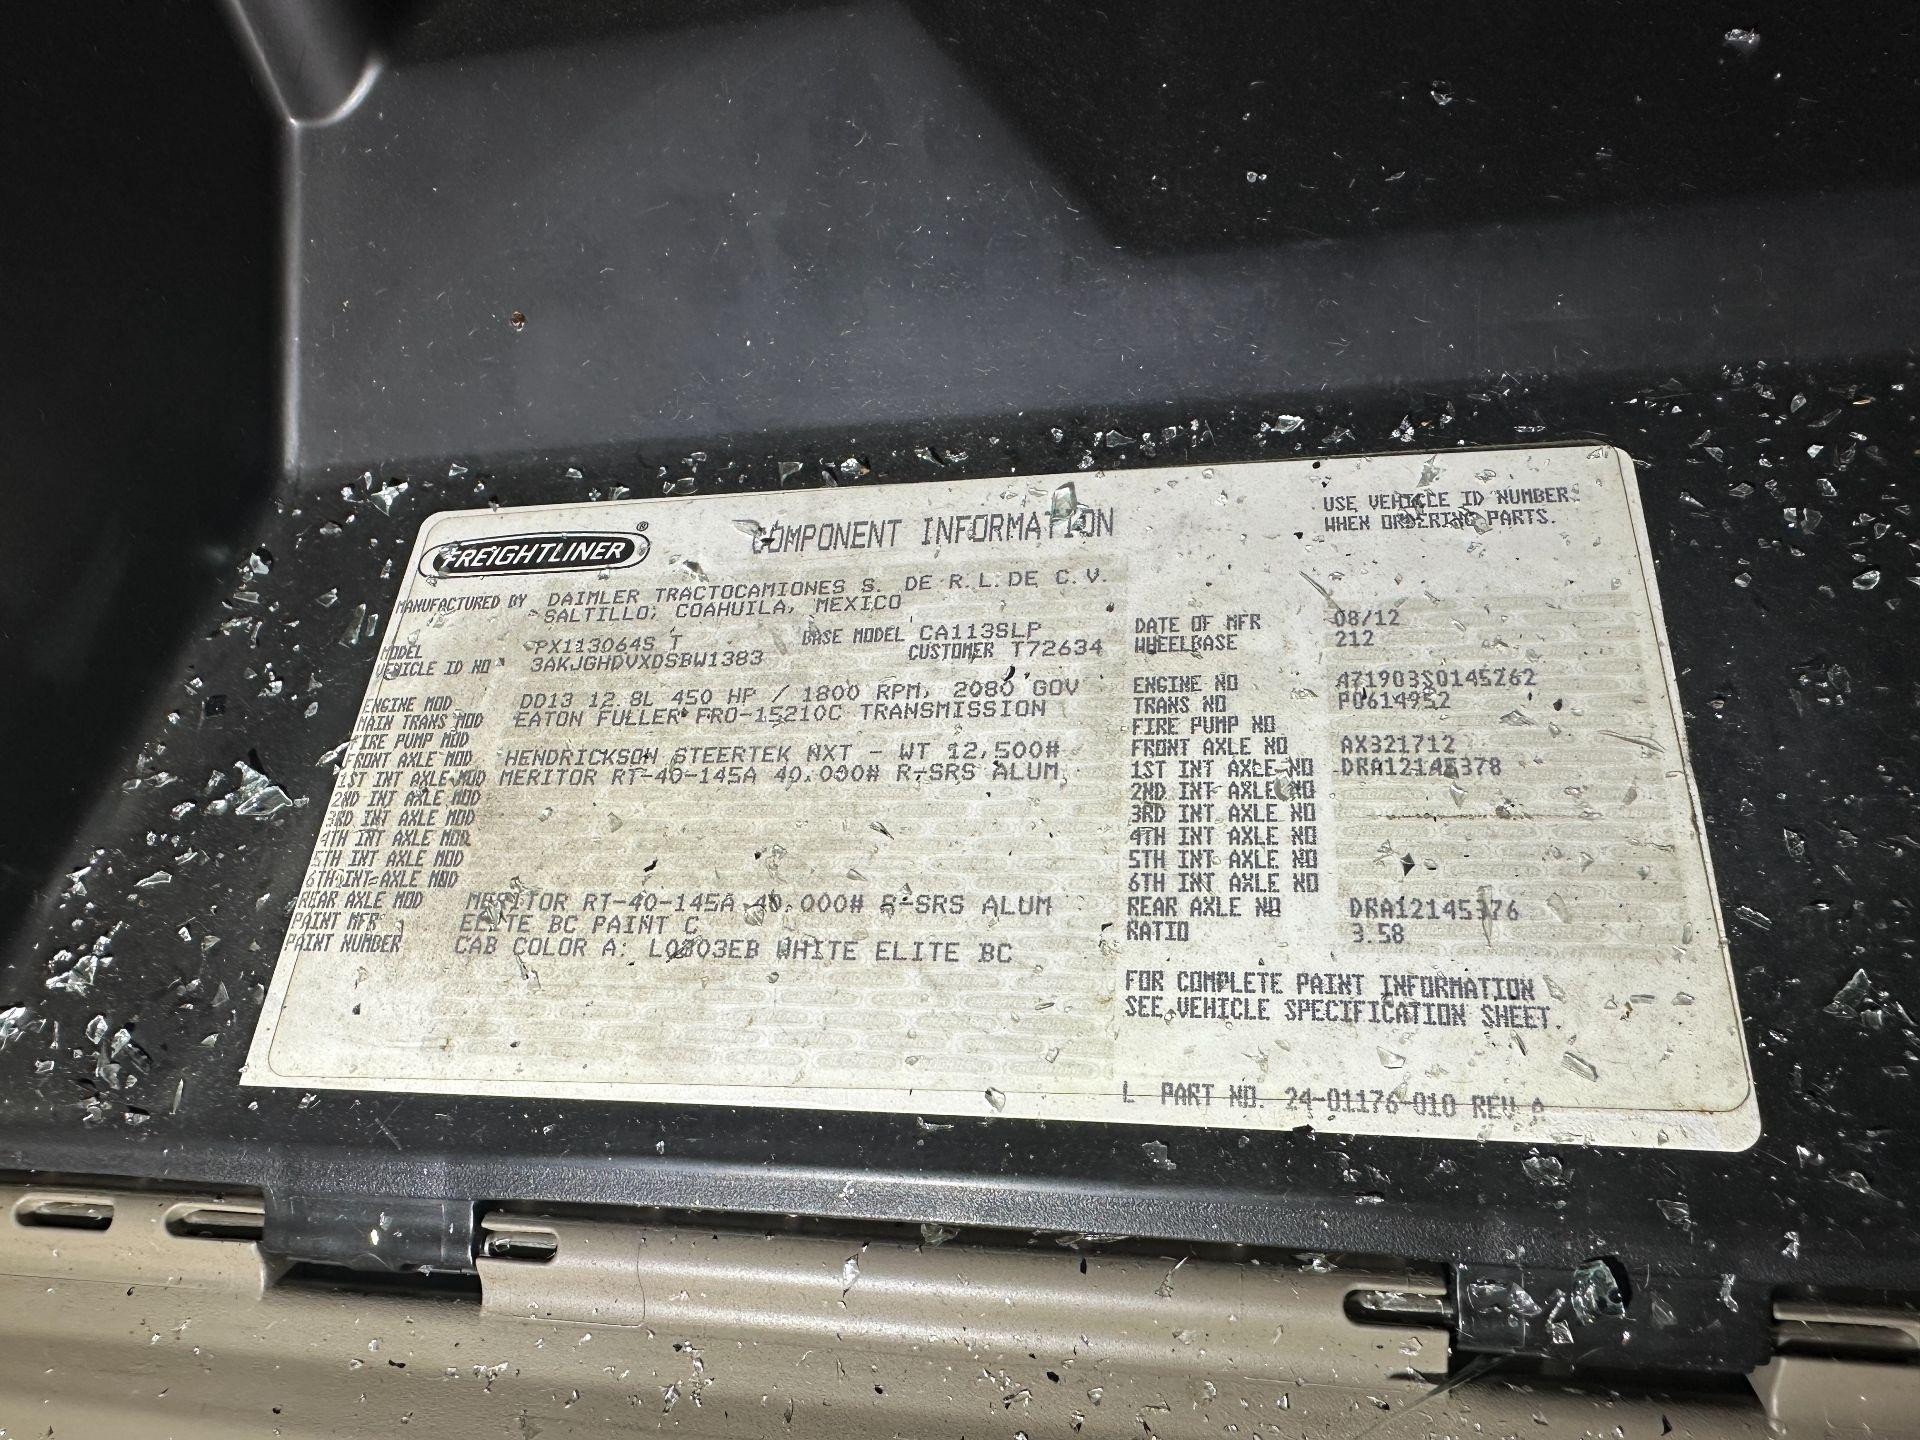 FREIGHTLINER ®
COMPONENT INFORMATION
USE VEHICLE ID NUMBER
WHEN ORDERING PARTS.
MANUFACTURED BY DAIMLER TRACTOCAMIONES S. DE R.L. DE C.V.
SALTILLO, COAHUILA, MEXICO
MODEL PX113064S T BASE MODEL CA113SLP
VEHICLE ID NO 3AKJGHDVXDSBW1383 CUSTOMER T72634
ENGINE MOD DD13 12.8L 450 HP / 1800 RPM, 2080 GOV
MAIN TRANS MOD EATON FULLER FRO-15210C TRANSMISSION
FIRE PUMP MOD
FRONT AXLE MOD HENDRICKSON STEERTEK NXT - WT 12,500#
1ST INT AXLE MOD MERITOR RT-40-145A 40,000# R-SRS ALUM,
2ND INT AXLE MOD
3RD INT AXLE MOD
4TH INT AXLE MOD
5TH INT AXLE MOD
6TH INT AXLE MOD
REAR AXLE MOD MERITOR RT-40-145A 40,000# R-SRS ALUM
PAINT MFR ELITE BC PAINT C
PAINT NUMBER CAB COLOR A: L0303EB WHITE ELITE BC
DATE OF MFR 08/12
WHEELBASE 212
ENGINE NO
TRANS NO P0614952
FIRE PUMP NO
FRONT AXLE NO AX321712
1ST INT AXLE NO DRA12145378
2ND INT AXLE NO
3RD INT AXLE NO
4TH INT AXLE NO
5TH INT AXLE NO
6TH INT AXLE NO
REAR AXLE NO DRA12145376
RATIO 3.58
FOR COMPLETE PAINT INFORMATION
SEE VEHICLE SPECIFICATION SHEET.
L PART NO. 24-01176-010 REV A